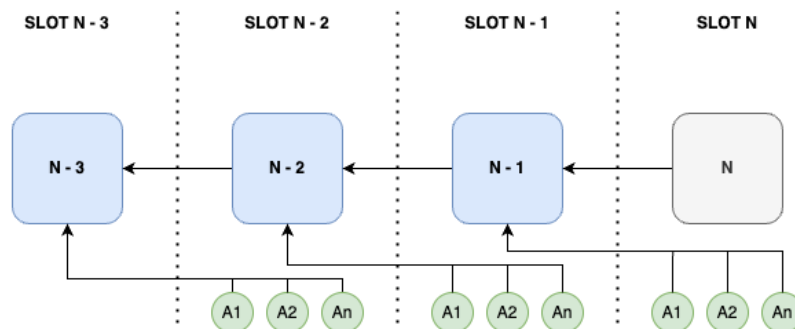 SLOT N - 3 SLOT N - 2 SLOT N - 1 SLOT N
N - 3 N - 2 N - 1 N
A1 A2 An A1 A2 An A1 A2 An